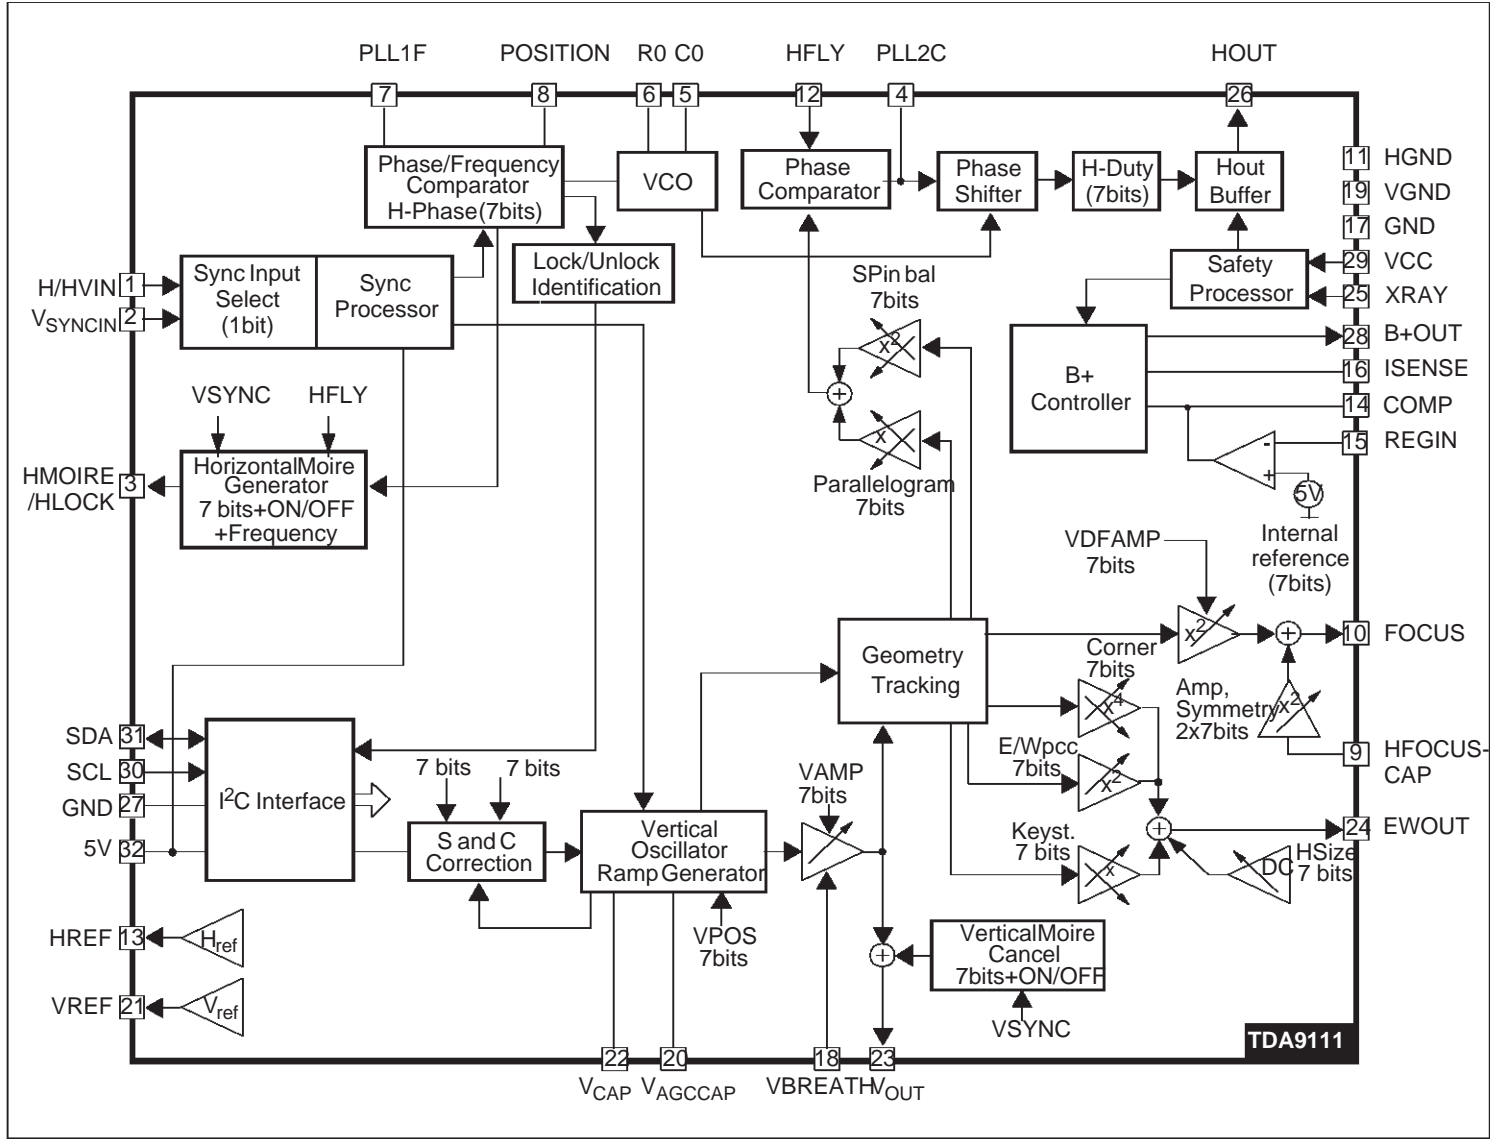 PLL1F POSITION R0 C0 HFLY PLL2C HOUT
7 8 6 5 12 4 26
Phase/Frequency
Comparator
H-Phase(7bits)
VCO
Phase
Comparator
Phase
Shifter
H-Duty
(7bits)
Hout
Buffer
11 HGND
19 VGND
17 GND
29 VCC
25 XRAY
28 B+OUT
16 ISENSE
14 COMP
15 REGIN
H/HVIN 1
VSYNCIN 2
Sync Input
Select
(1bit)
Sync
Processor
Lock/Unlock
Identification
SPin bal
7bits
x2
+
x
Parallelogram
7bits
Safety
Processor
B+
Controller
-
+
5V
Internal
reference
(7bits)
VSYNC HFLY
HMOIRE
/HLOCK
3
HorizontalMoire
Generator
7 bits+ON/OFF
+Frequency
VDFAMP
7bits
x2
+
10 FOCUS
Geometry
Tracking
Corner
7bits
x4
Amp,
Symmetry
2x7bits
x2
9 HFOCUS-
CAP
E/Wpcc
7bits
x2
Keyst.
7 bits
x
+
24 EWOUT
DC
HSize
7 bits
SDA 31
SCL 30
GND 27
5V 32
I2C Interface
7 bits 7 bits
S and C
Correction
Vertical
Oscillator
Ramp Generator
VAMP
7bits
VPOS
7bits
HREF 13
Href
VREF 21
Vref
+
VerticalMoire
Cancel
7bits+ON/OFF
VSYNC
TDA9111
22 20 18 23
VCAP VAGCCAP VBREATH VOUT